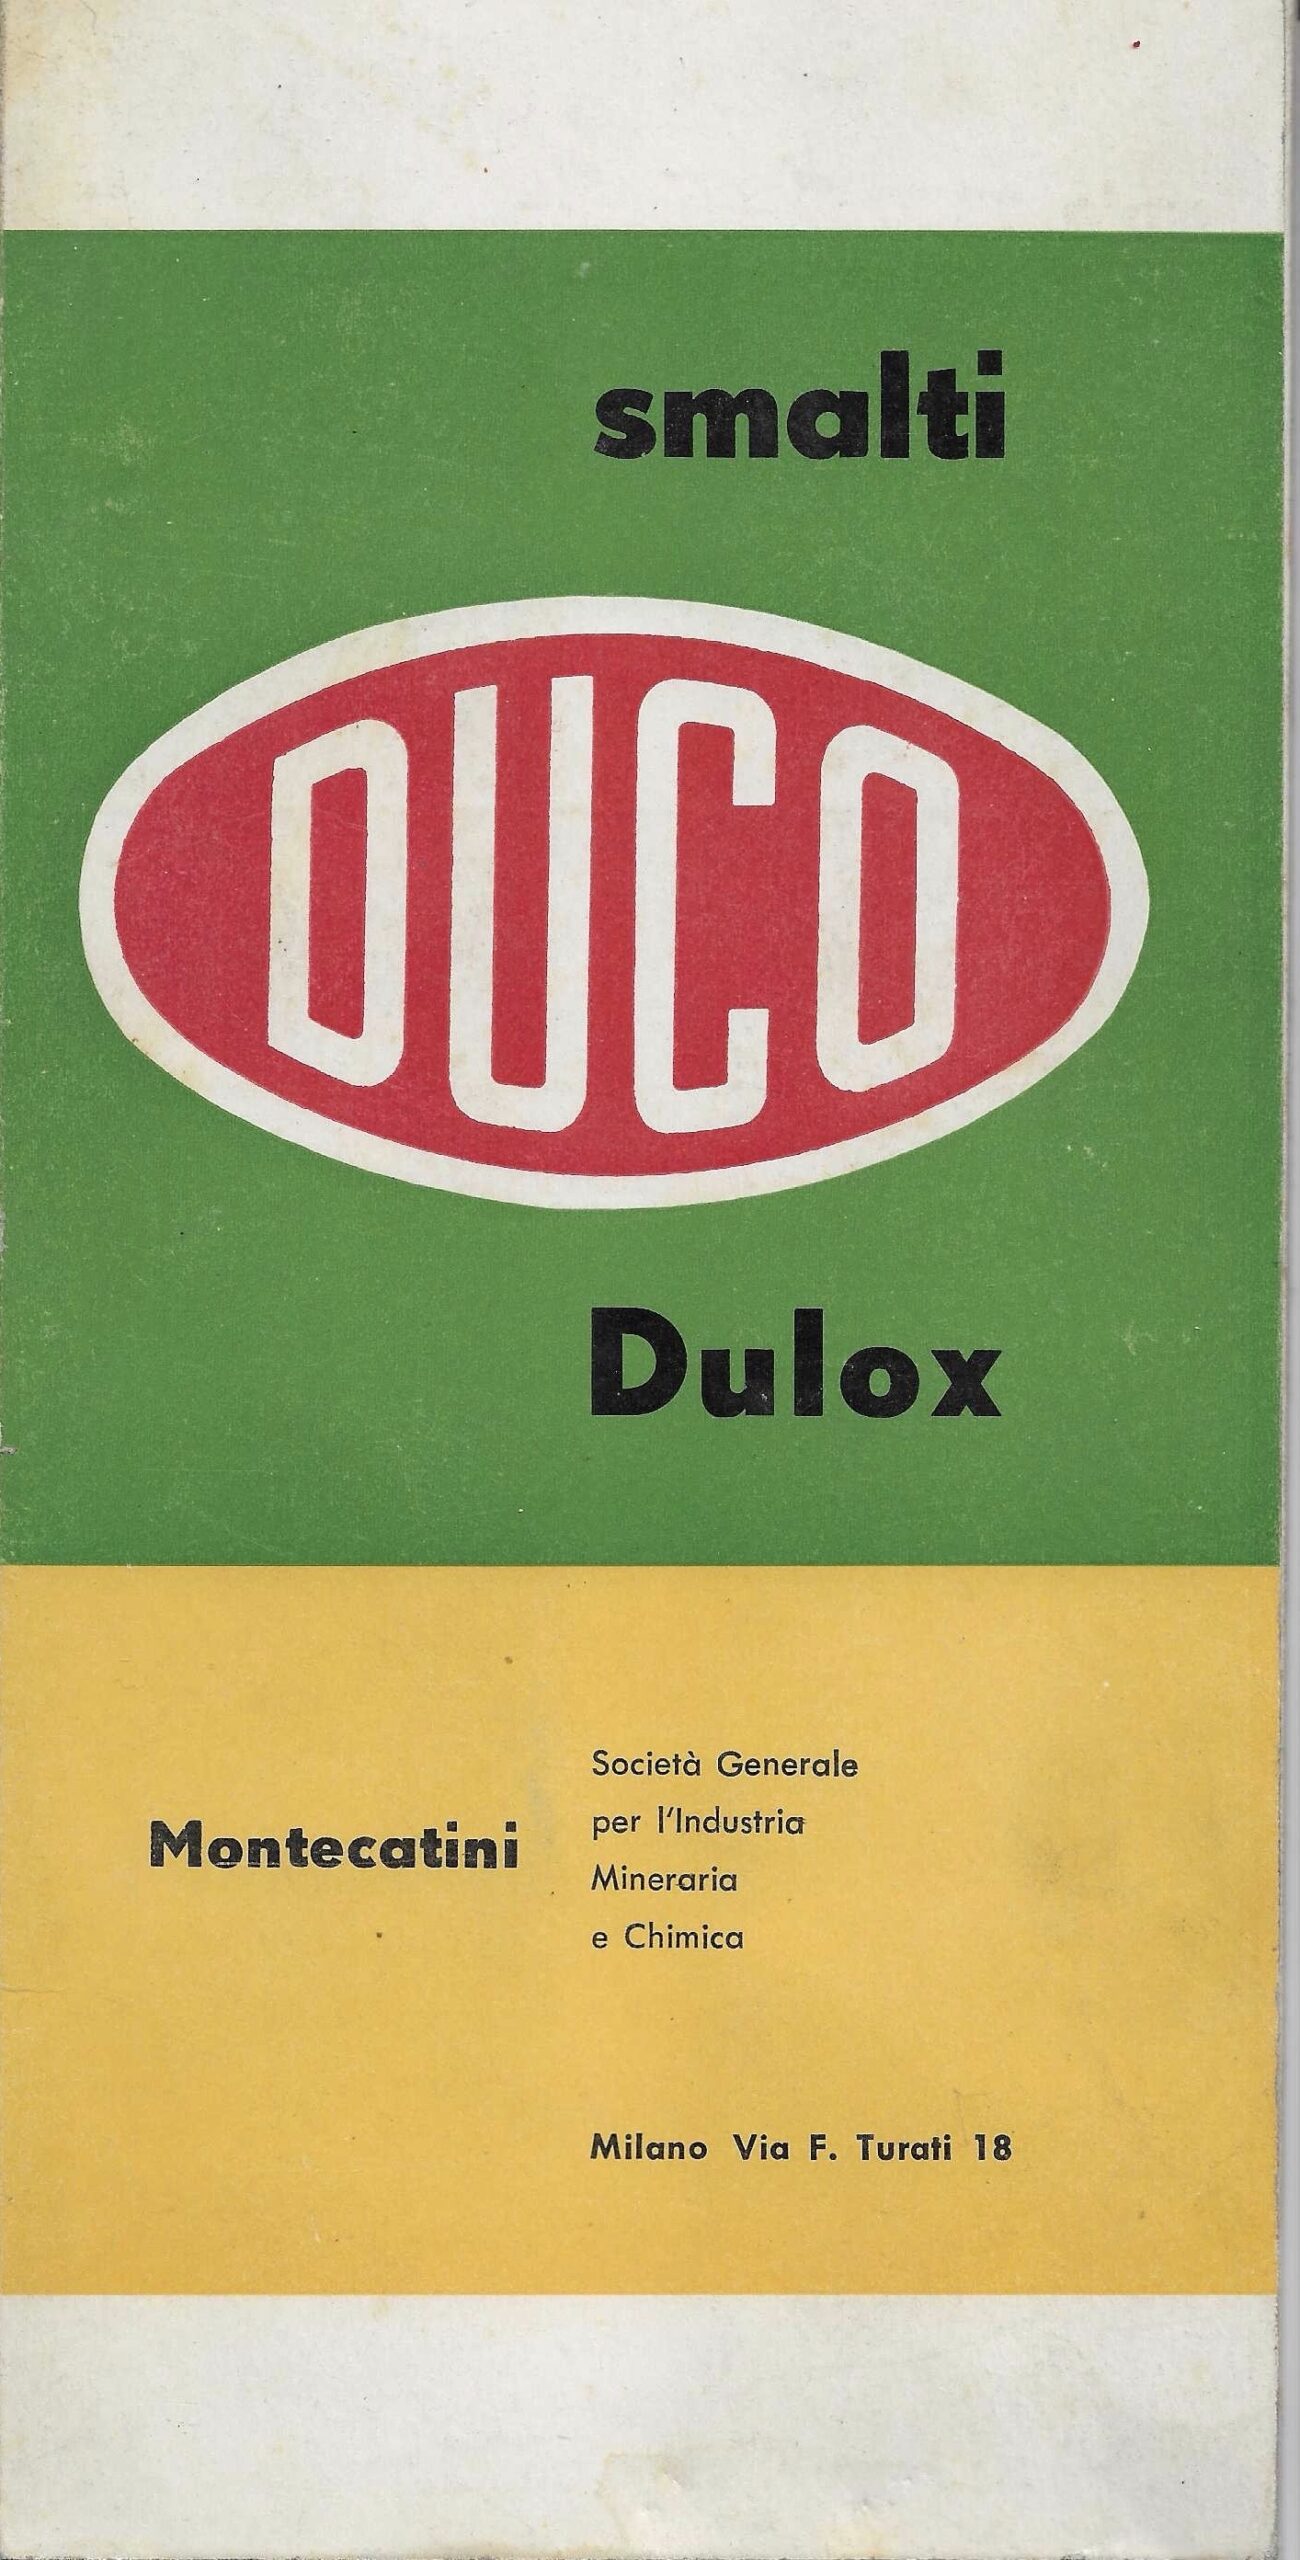 smalti
DUCO
Dulox
Montecatini
Società Generale
per l'Industria
Mineraria
e Chimica
Milano Via F. Turati 18